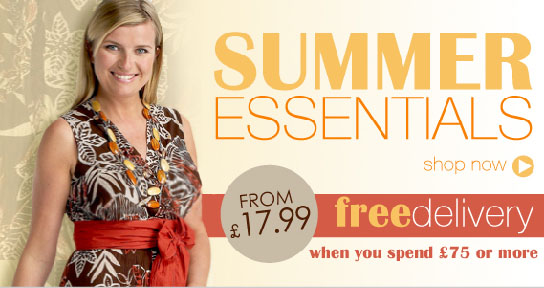 SUMMER
ESSENTIALS
shop now
FROM
£17.99
freedelivery
when you spend £75 or more